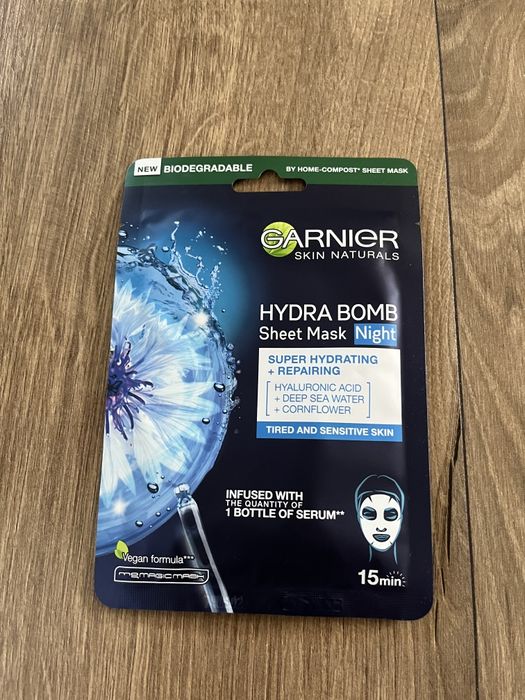 NEW BIODEGRADABLE BY HOME-COMPOST* SHEET MASK
GARNIER
SKIN NATURALS
HYDRA BOMB
Sheet Mask Night
SUPER HYDRATING
+ REPAIRING
HYALURONIC ACID
+ DEEP SEA WATER
+ CORNFLOWER
TIRED AND SENSITIVE SKIN
INFUSED WITH
THE QUANTITY OF
1 BOTTLE OF SERUM**
Vegan formula***
MAGIC MASK
15min